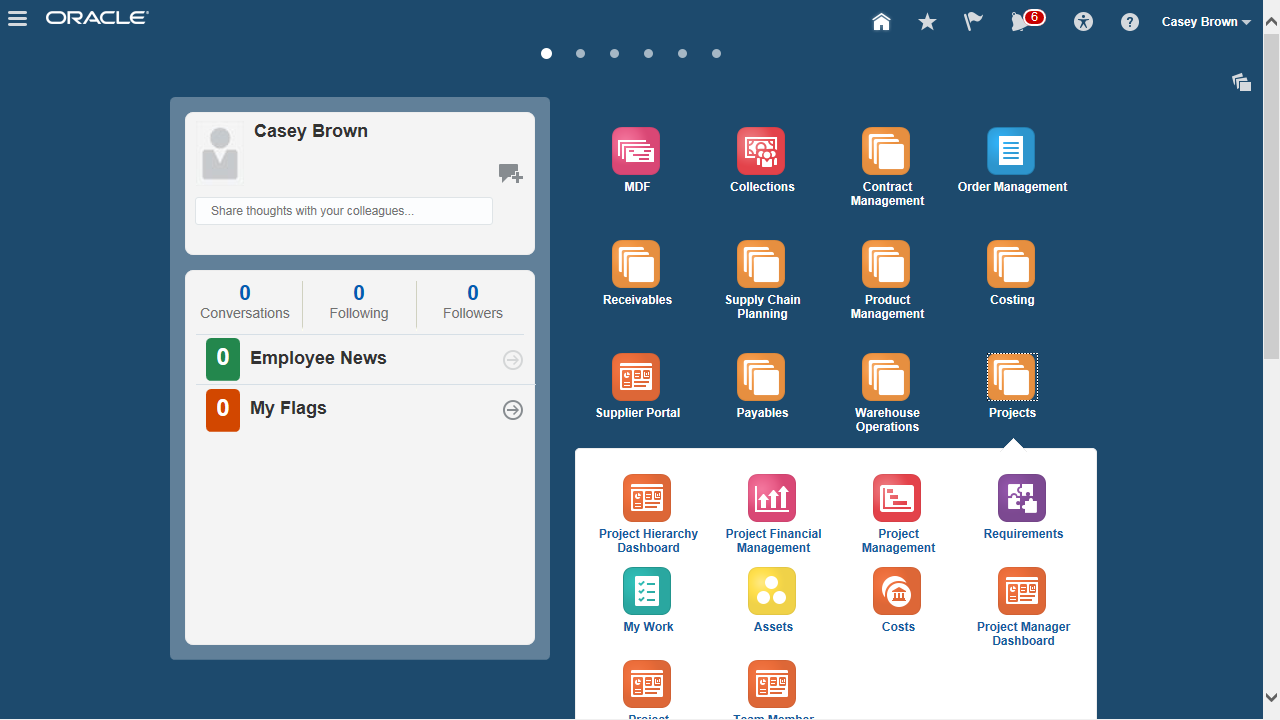 ORACLE
6
Casey Brown
Casey Brown
Share thoughts with your colleagues...
0
Conversations
0
Following
0
Followers
0
Employee News
0
My Flags
MDF
Collections
Contract
Management
Order Management
Receivables
Supply Chain
Planning
Product
Management
Costing
Supplier Portal
Payables
Warehouse
Operations
Projects
Project Hierarchy
Dashboard
Project Financial
Management
Project
Management
Requirements
My Work
Assets
Costs
Project Manager
Dashboard
Project
Team Member